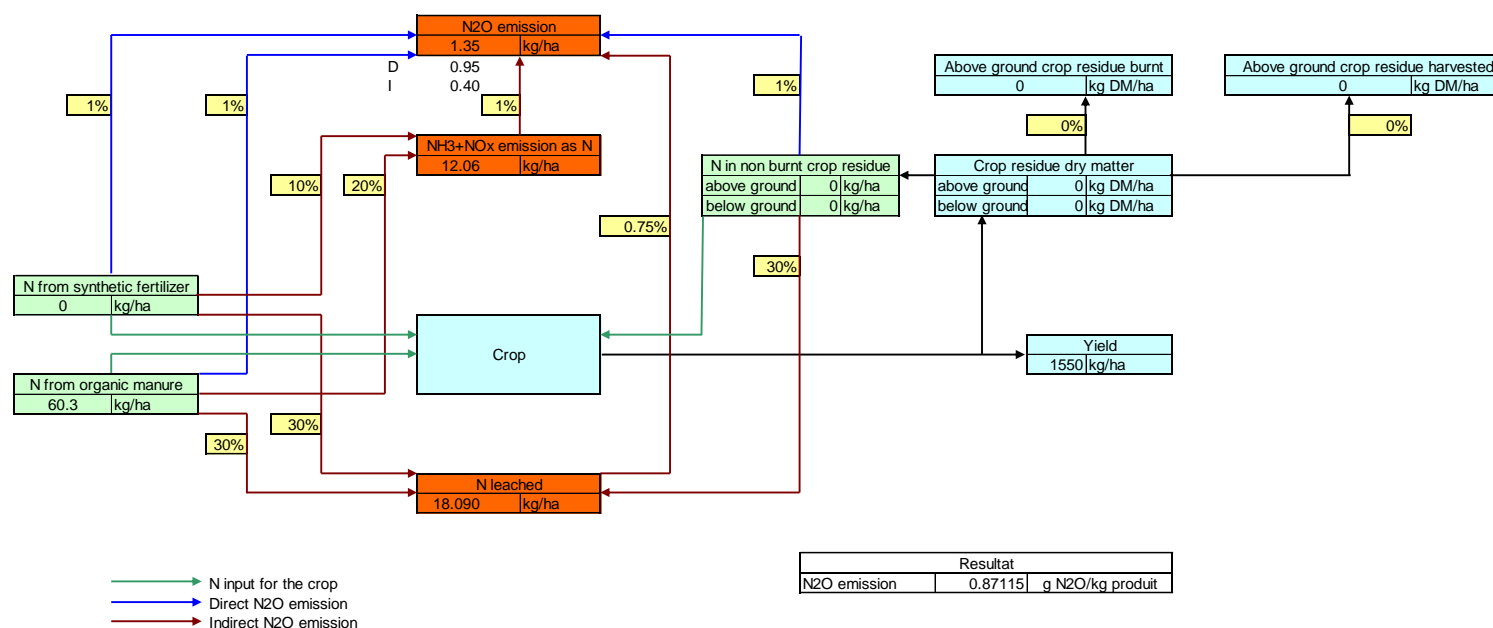 N2O emission
1.35 kg/ha
D 0.95
I 0.40
Above ground crop residue burnt
0 kg DM/ha
Above ground crop residue harvested
0 kg DM/ha
1%
1%
1%
1%
0%
0%
NH3+NOx emission as N
12.06 kg/ha
N in non burnt crop residue
above ground 0 kg/ha
below ground 0 kg/ha
Crop residue dry matter
above ground 0 kg DM/ha
below ground 0 kg DM/ha
10%
20%
0.75%
30%
N from synthetic fertilizer
0 kg/ha
Crop
Yield
1550 kg/ha
N from organic manure
60.3 kg/ha
30%
30%
N leached
18.090 kg/ha
Resultat
N2O emission 0.87115 g N2O/kg produit
N input for the crop
Direct N2O emission
Indirect N2O emission